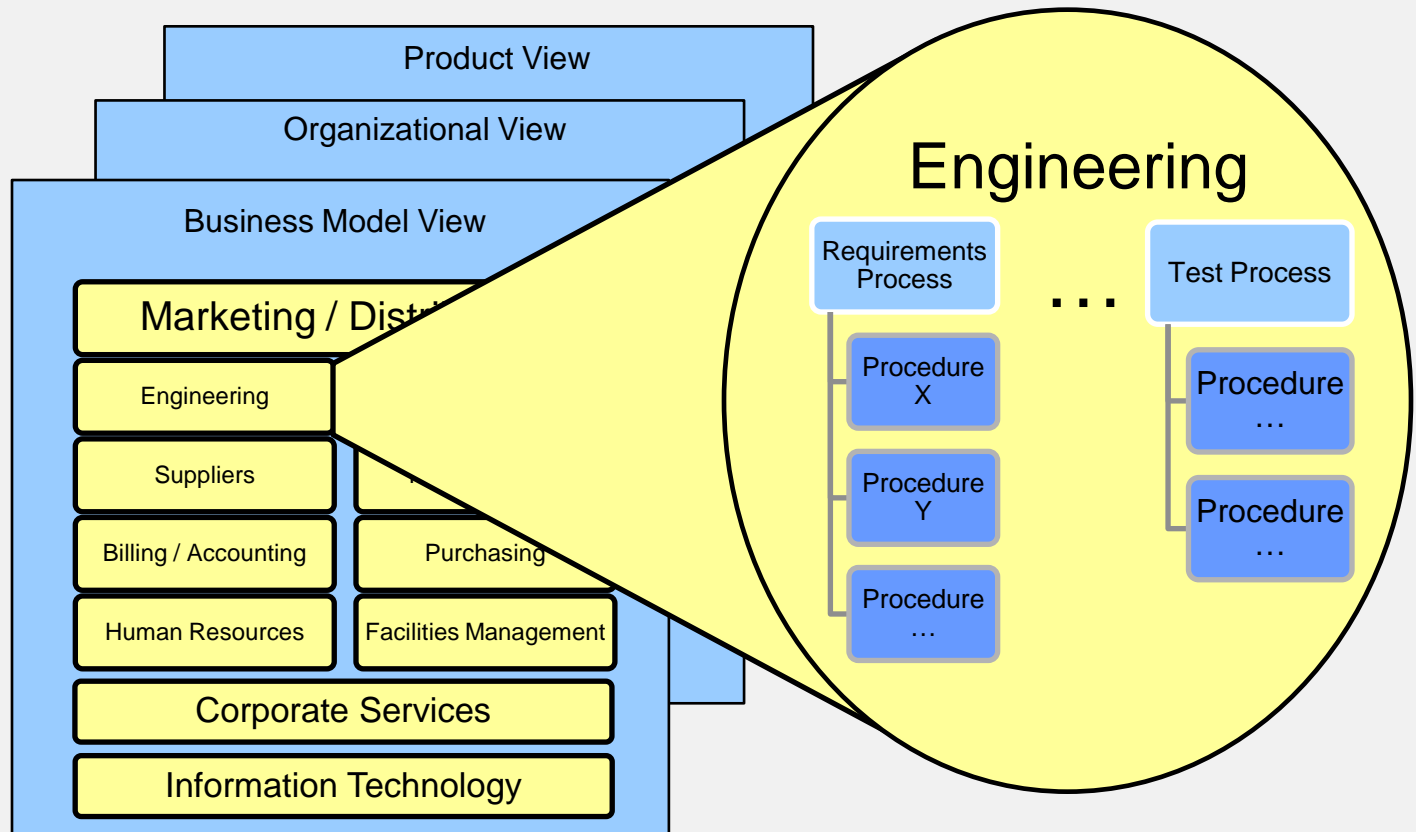 Product View
Organizational View
Business Model View
Marketing /
Engineering
Suppliers
Billing / Accounting
Purchasing
Human Resources
Facilities Management
Corporate Services
Information Technology
Engineering
Requirements
Process
Procedure
X
Procedure
Y
Procedure
…
...
Test Process
Procedure
…
Procedure
…